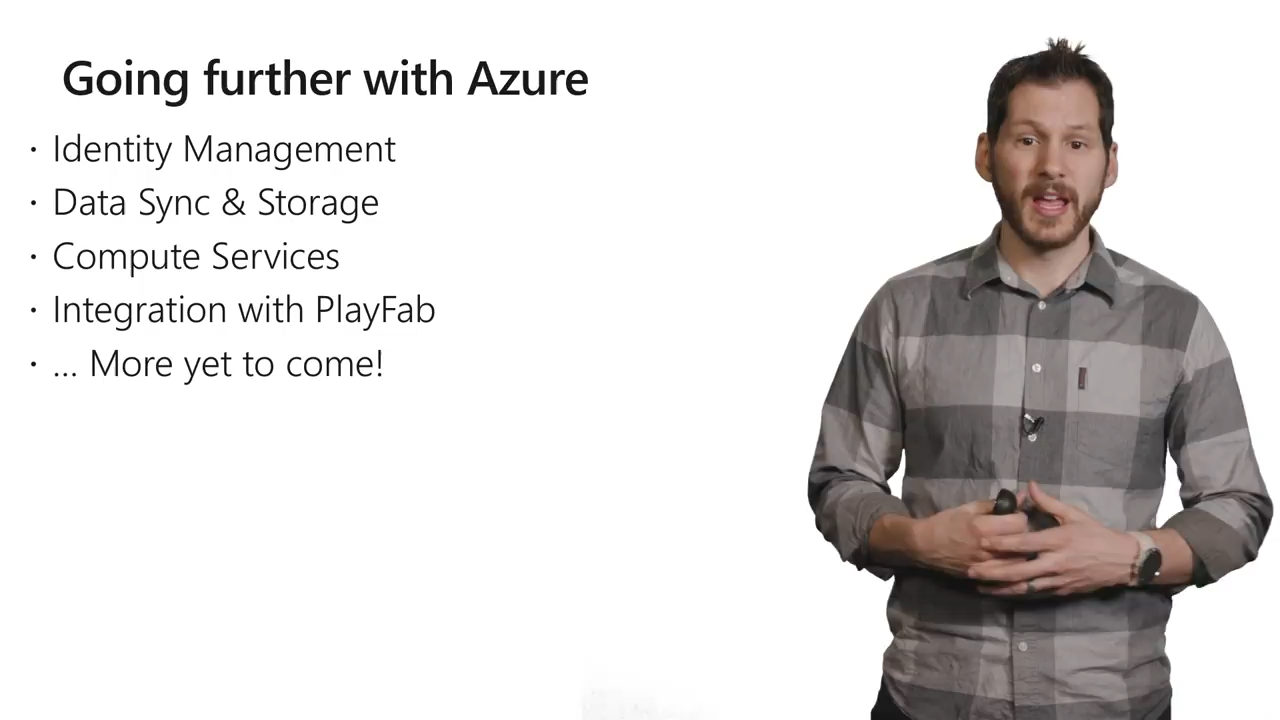 Going further with Azure
· Identity Management
· Data Sync & Storage
· Compute Services
· Integration with PlayFab
· ... More yet to come!